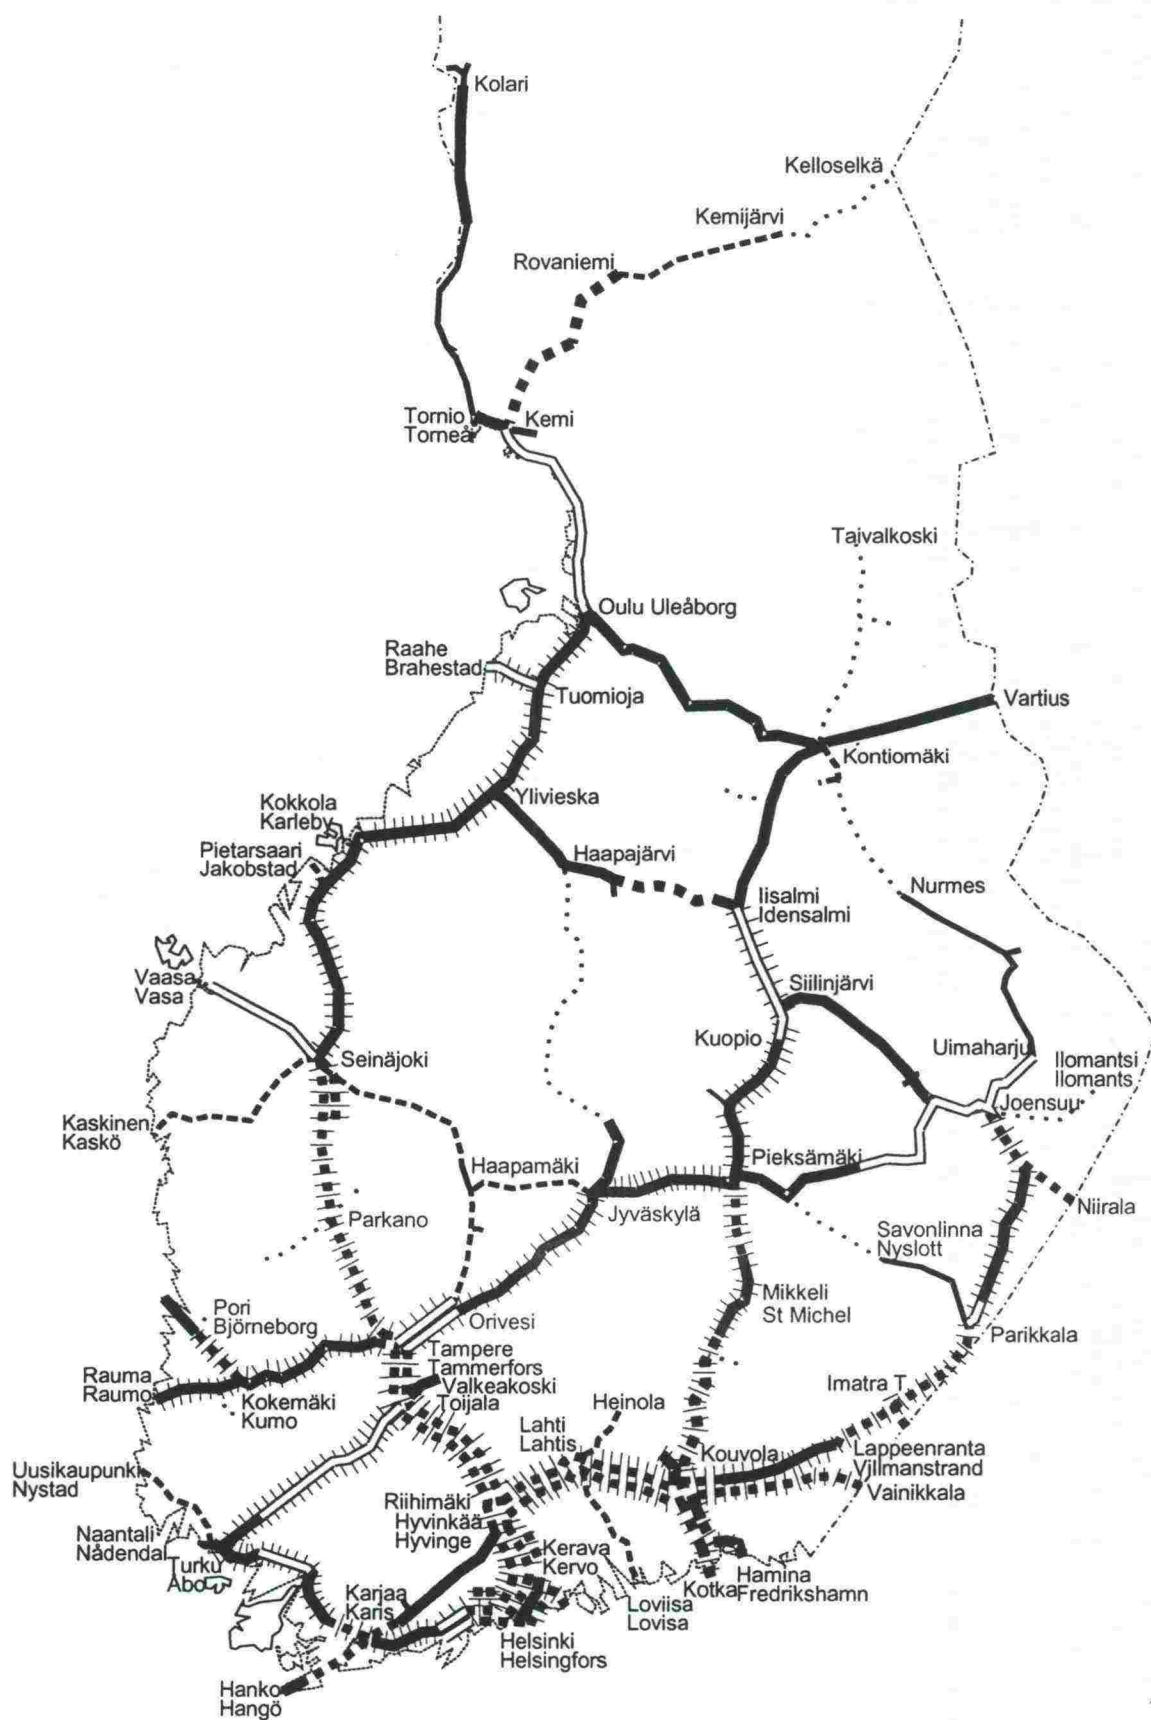 Kolari
Kelloselkä
Kemijärvi
Rovaniemi
Tornio
Torneå
Kemi
Taivalkoski
Oulu Uleåborg
Raahe
Brahestad
Tuomioja
Vartius
Kontiomäki
Ylivieska
Kokkola
Karleby
Pietarsaari
Jakobstad
Haapajärvi
Nurmes
Iisalmi
Idensalmi
Vaasa
Vasa
Siilinjärvi
Kuopio
Seinäjoki
Uimaharju
Ilomantsi
Ilomants
Joensuu
Kaskinen
Kaskö
Haapamäki
Pieksämäki
Jyväskylä
Niirala
Parkano
Savonlinna
Nyslott
Mikkeli
St Michel
Pori
Björneborg
Orivesi
Parikkala
Tampere
Tammerfors
Valkeakoski
Toijala
Rauma
Raumo
Kokemäki
Kumo
Imatra T
Heinola
Lahti
Lahtis
Kouvola
Lappeenranta
Vjllmanstrand
Vainikkala
Uusikaupunki
Nystad
Riihimäki
Hyvinkää
Hyvinge
Naantali
Nådendal
Turku
Åbo
Kerava
Kervo
Karjaa
Karis
Kotka
Hamina
Fredrikshamn
Loviisa
Lovisa
Helsinki
Helsingfors
Hanko
Hangö